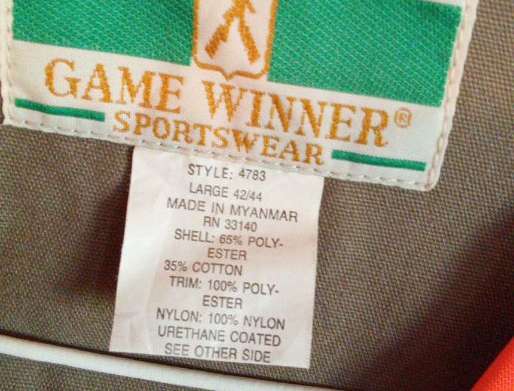 GAME WINNER®
SPORTSWEAR
STYLE: 4783
LARGE 42/44
MADE IN MYANMAR
RN 33140
SHELL: 65% POLY-
ESTER
35% COTTON
TRIM: 100% POLY-
ESTER
NYLON: 100% NYLON
URETHANE COATED
SEE OTHER SIDE